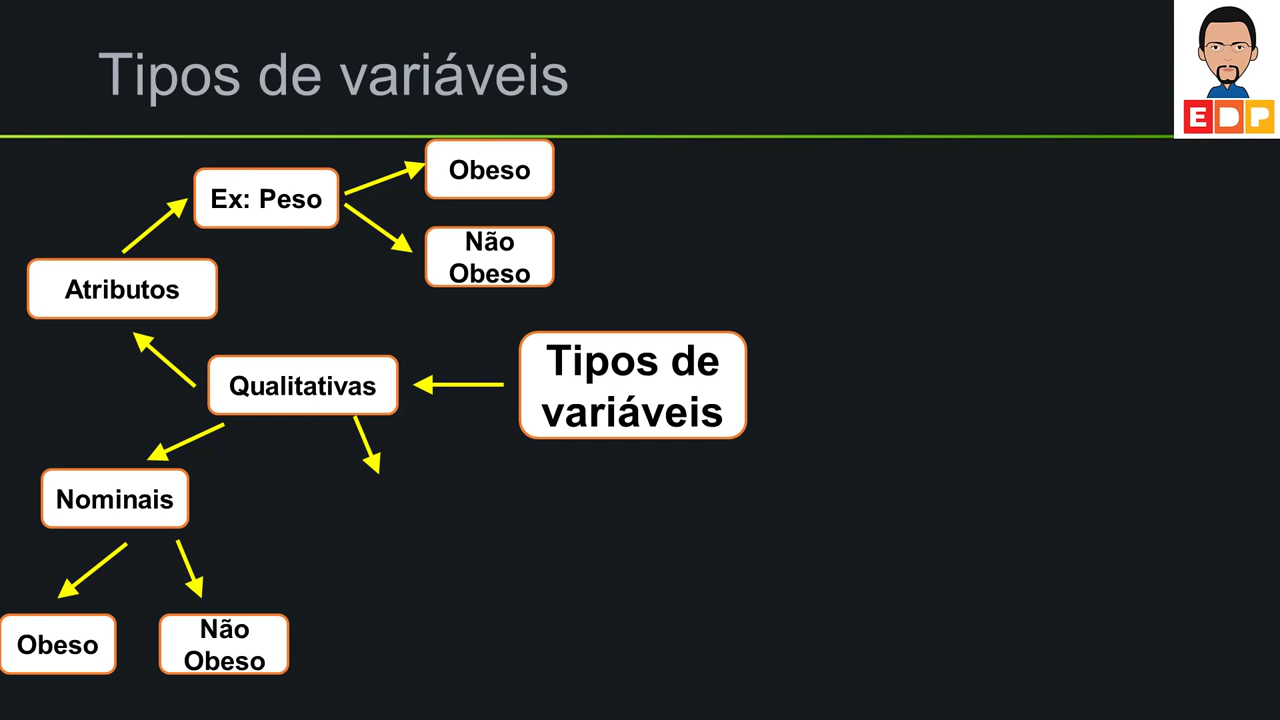 Tipos de variáveis
EDP
Obeso
Ex: Peso
Não
Obeso
Atributos
Tipos de
variáveis
Qualitativas
Nominais
Obeso
Não
Obeso